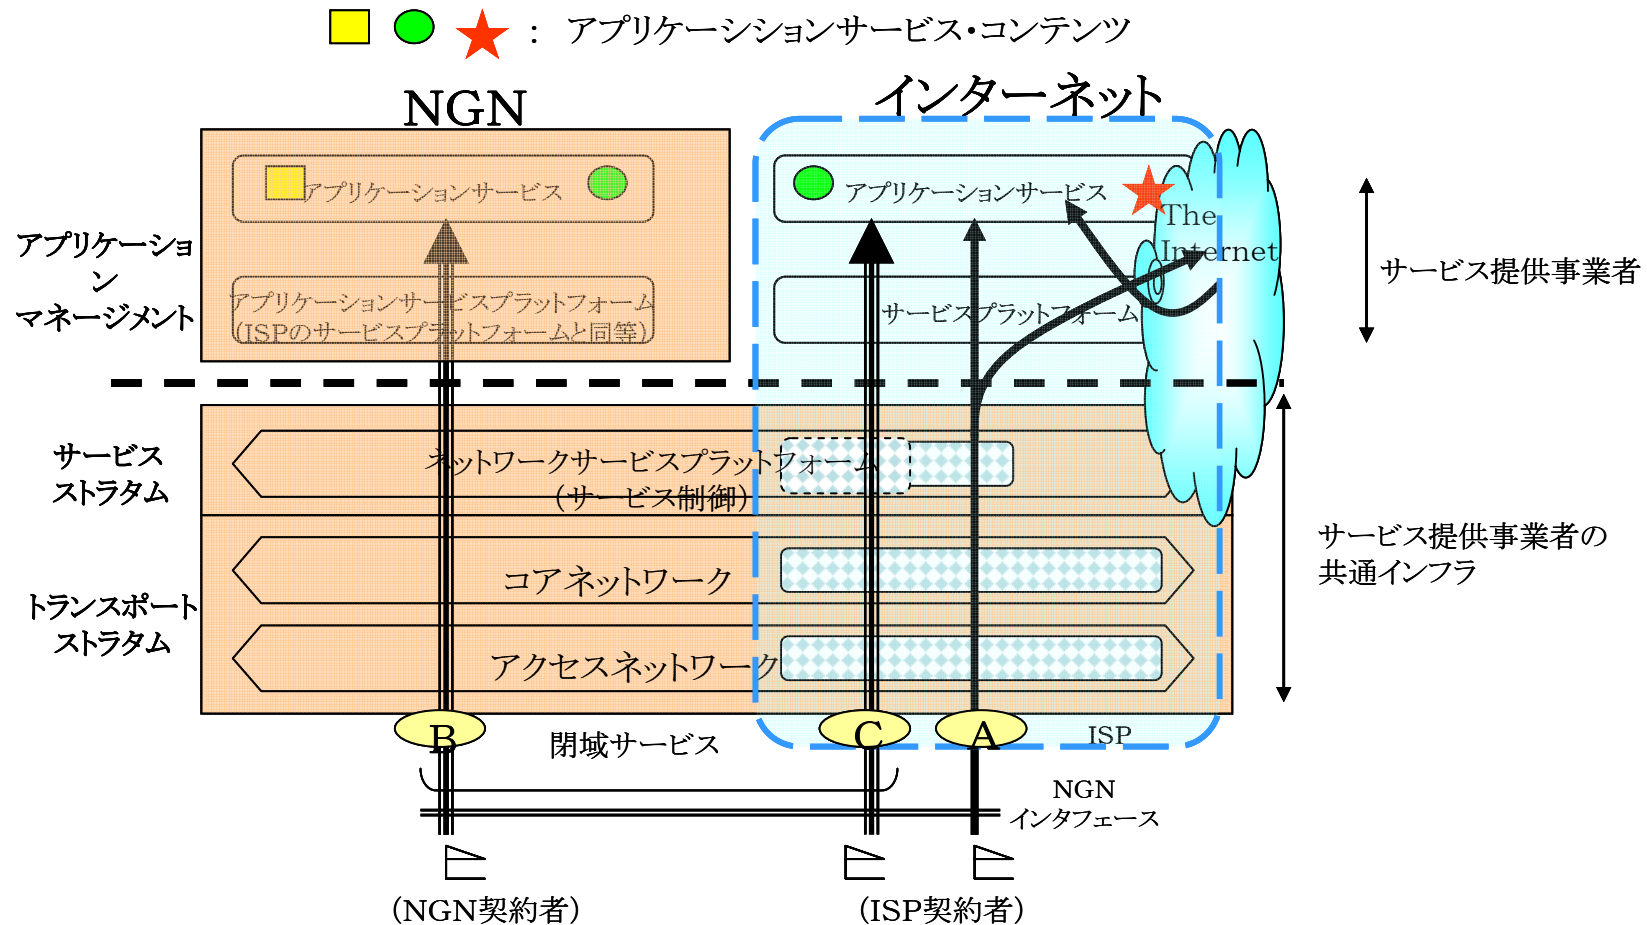 ： アプリケーシションサービス・コンテンツ
NGN
インターネット
アプリケーションサービス
アプリケーションサービス
The
Internet
アプリケーショ
ン
マネージメント
サービス提供事業者
アプリケーションサービスプラットフォーム
（ISPのサービスプラットフォームと同等）
サービスプラットフォーム
サービス
ストラタム
ネットワークサービスプラットフォーム
（サービス制御）
サービス提供事業者の
共通インフラ
コアネットワーク
トランスポート
ストラタム
アクセスネットワーク
B
閉域サービス
C
A
ISP
NGN
インタフェース
（NGN契約者）
（ISP契約者）